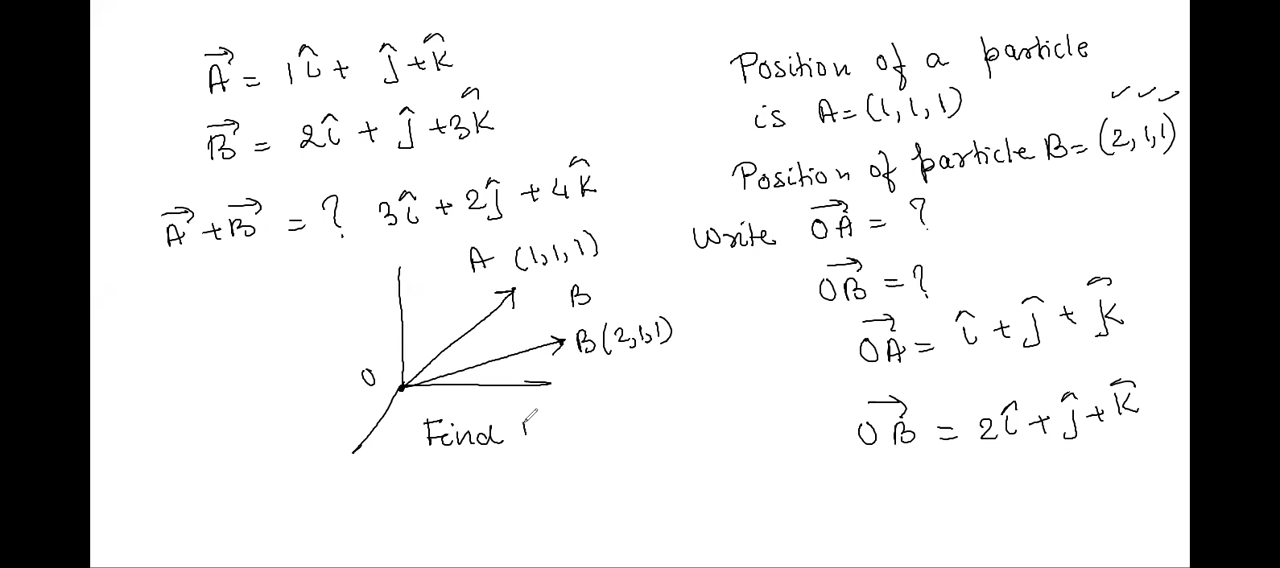 A⃗ = 1î + ĵ + k̂
B⃗ = 2î + ĵ + 3k̂
A⃗ + B⃗ = ? 3î + 2ĵ + 4k̂
A (1,1,1)
B
B(2,1,1)
O
Find
Position of a particle
is A=(1,1,1)
Position of particle B=(2,1,1)
Write OA⃗ = ?
OB⃗ = ?
OA⃗ = î + ĵ + k̂
OB⃗ = 2î + ĵ + k̂